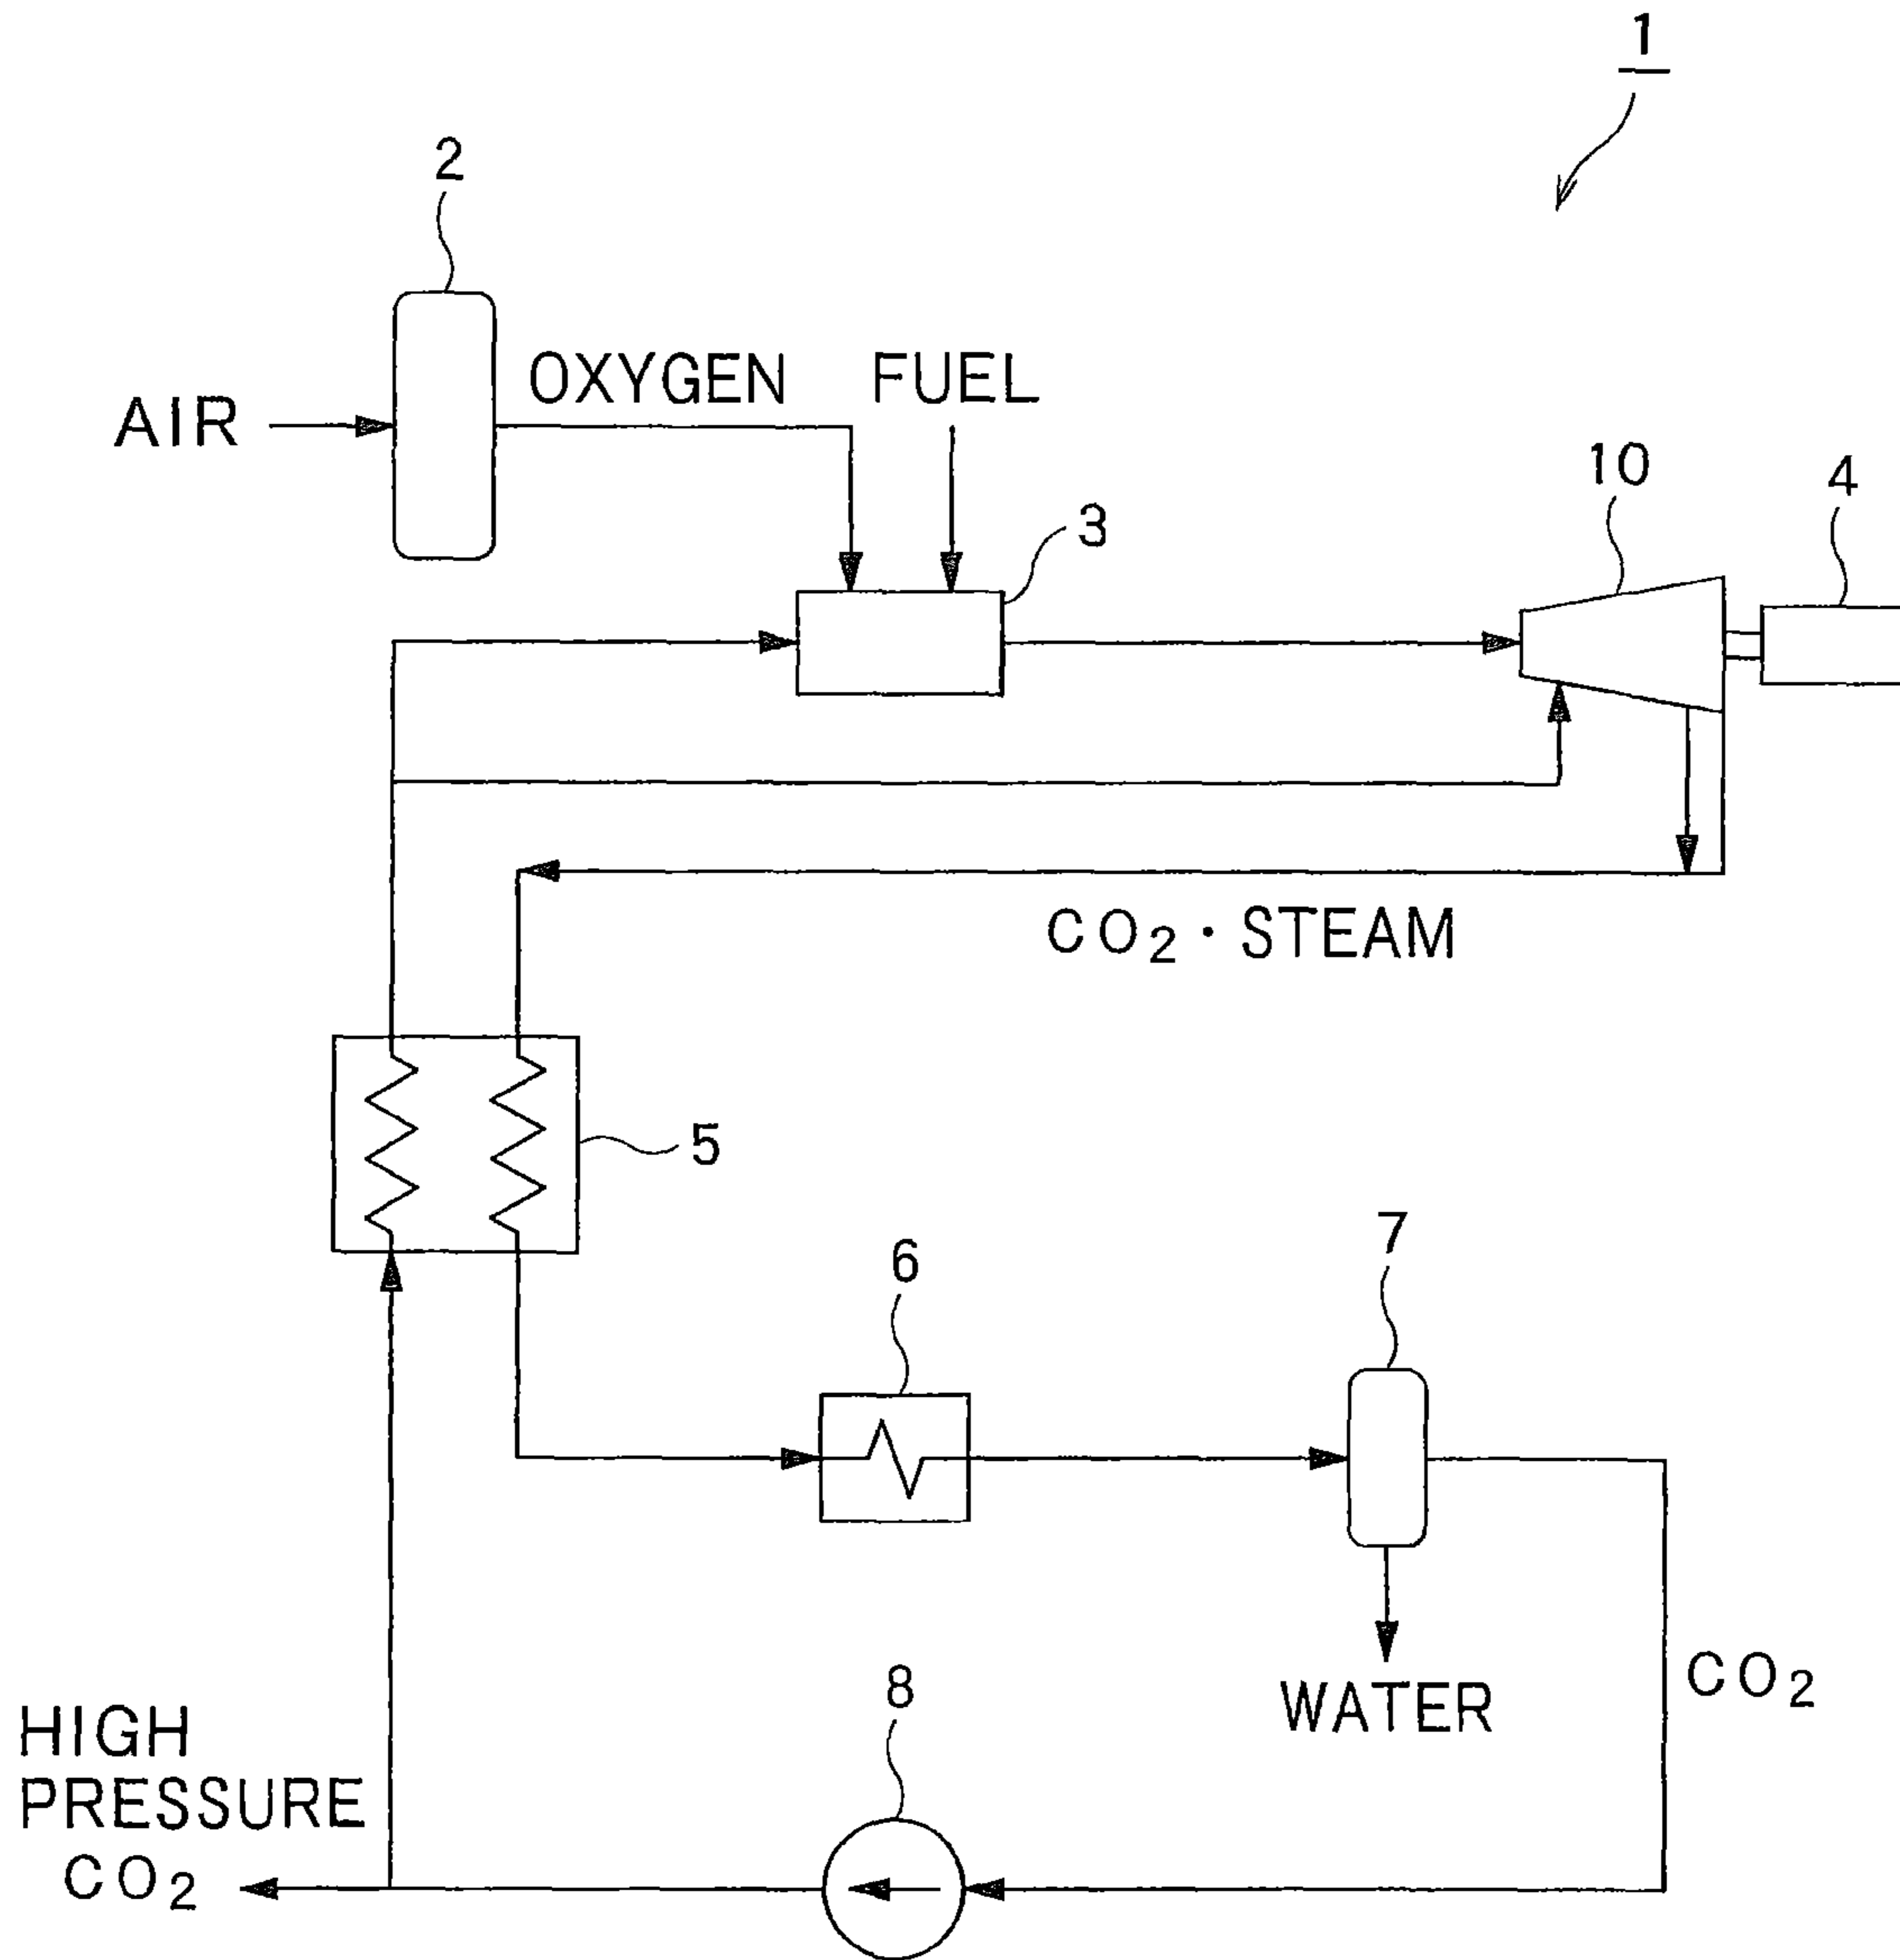 1
2
OXYGEN FUEL
AIR
10
4
3
CO2・STEAM
5
7
6
8
WATER
CO2
HIGH
PRESSURE
CO2